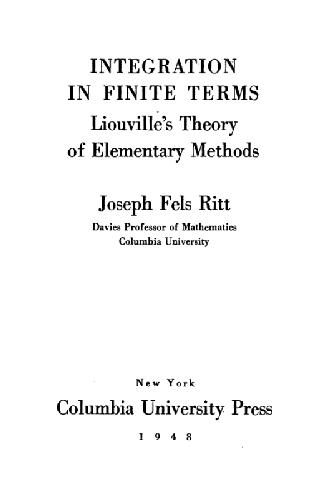 INTEGRATION
IN FINITE TERMS
Liouville's Theory
of Elementary Methods
Joseph Fels Ritt
Davies Professor of Mathematics
Columbia University
New York
Columbia University Press
1948